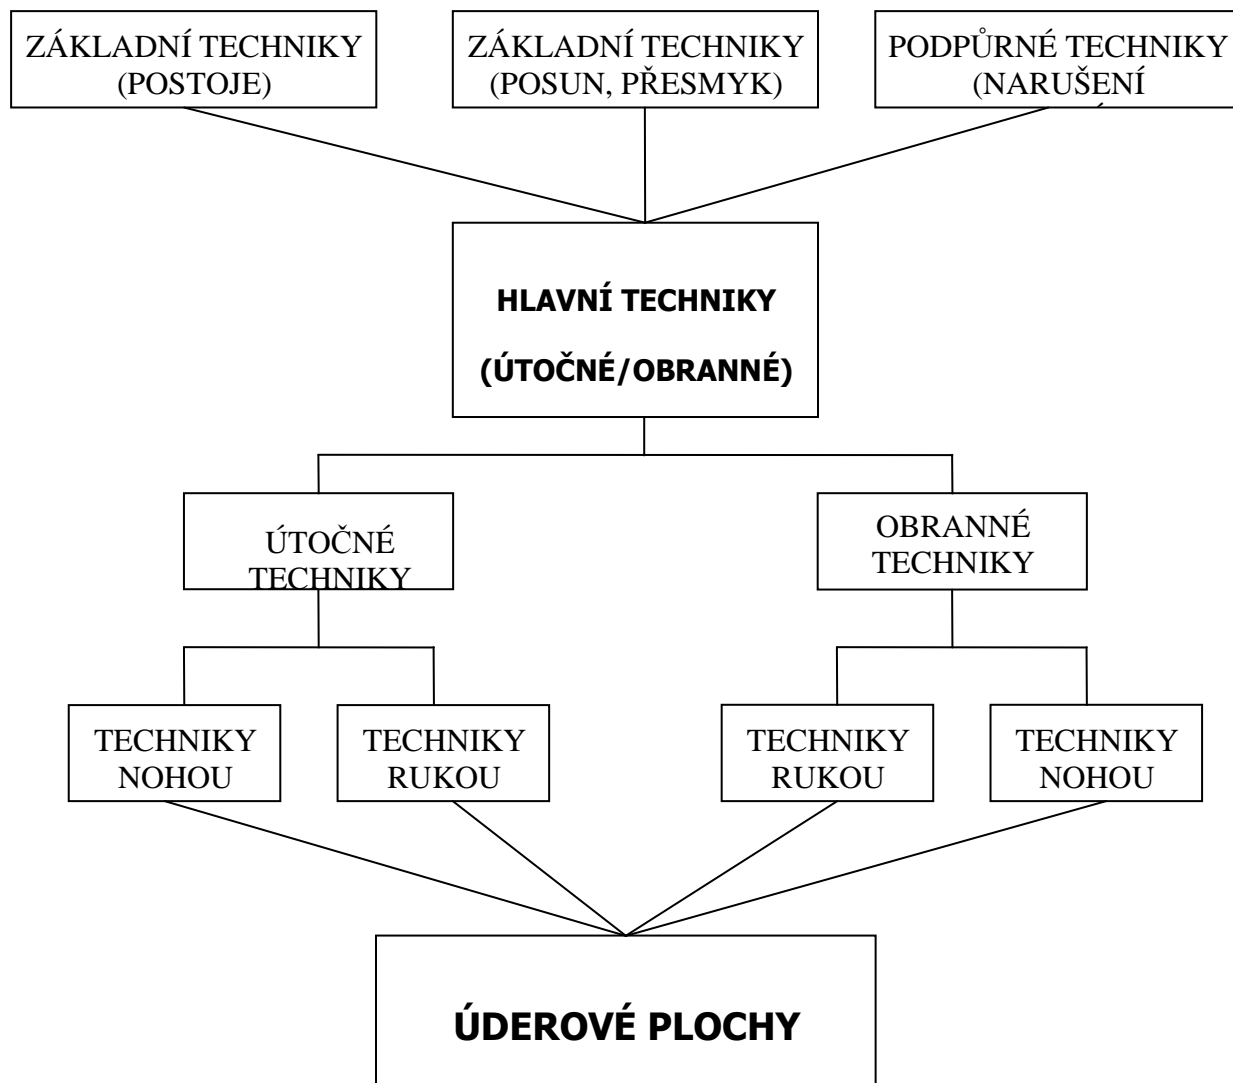 ZÁKLADNÍ TECHNIKY
(POSTOJE)
ZÁKLADNÍ TECHNIKY
(POSUN, PŘESMYK)
PODPŮRNÉ TECHNIKY
(NARUŠENÍ
HLAVNÍ TECHNIKY
(ÚTOČNÉ/OBRANNÉ)
ÚTOČNÉ
TECHNIKY
OBRANNÉ
TECHNIKY
TECHNIKY
NOHOU
TECHNIKY
RUKOU
TECHNIKY
RUKOU
TECHNIKY
NOHOU
ÚDEROVÉ PLOCHY